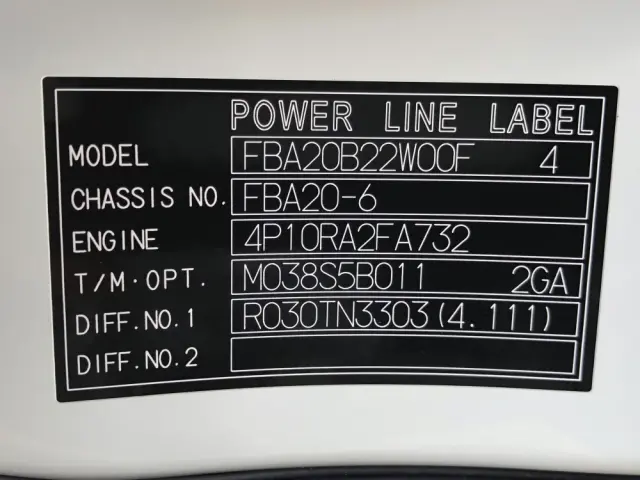 POWER LINE LABEL
MODEL FBA20B22W00F 4
CHASSIS NO. FBA20-6
ENGINE 4P10RA2FA732
T/M·OPT. M038S5B011 2GA
DIFF.NO.1 R030TN3303(4.111)
DIFF.NO.2